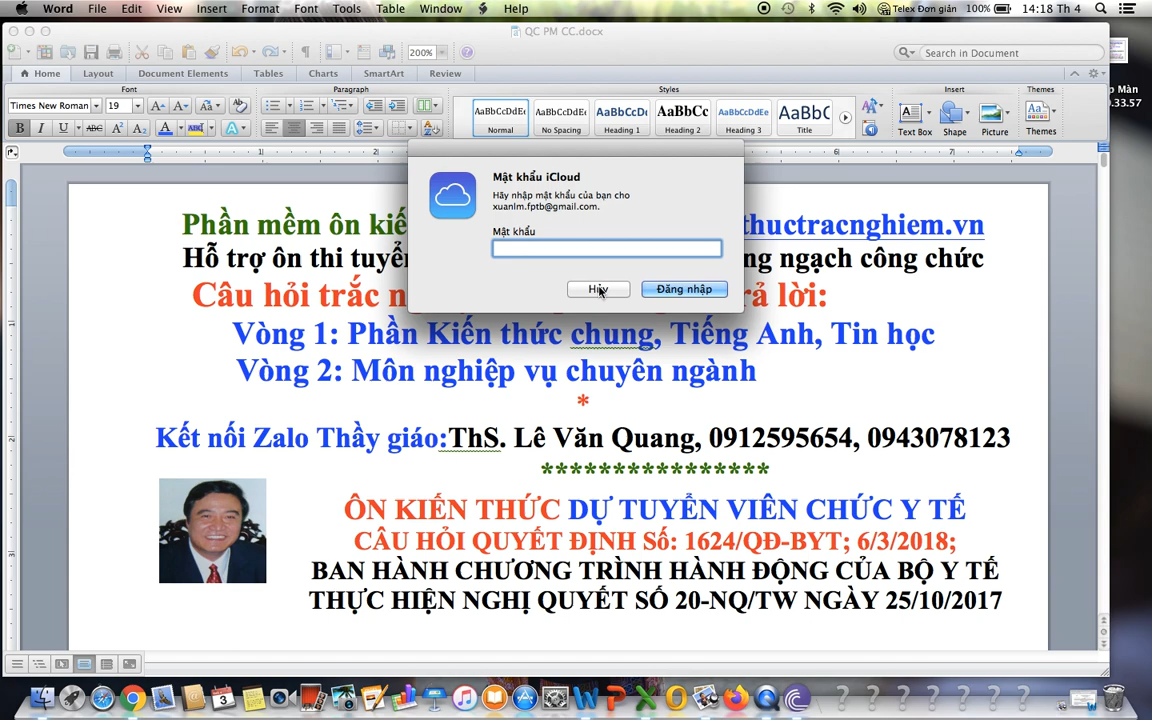 Word File Edit View Insert Format Font Tools Table Window Help Telex Đơn giản 100% 14:18 Th 4
QC PM CC.docx
200% Search in Document
Home Layout Document Elements Tables Charts SmartArt Review
Font Paragraph Styles Insert Themes
Times New Roman 19 AaBbCcDdEe AaBbCcDdEe AaBbCcDc AaBbCc AaBbCcDdEe AaBbC
Normal No Spacing Heading 1 Heading 2 Heading 3 Title Text Box Shape Picture Themes
Mật khẩu iCloud
Hãy nhập mật khẩu của bạn cho
xuanlm.fptb@gmail.com.
Mật khẩu
Hủy Đăng nhập
Phần mềm ôn kiế thuctracnghiem.vn
Hỗ trợ ôn thi tuyể ng ngạch công chức
Câu hỏi trắc n rả lời:
Vòng 1: Phần Kiến thức chung, Tiếng Anh, Tin học
Vòng 2: Môn nghiệp vụ chuyên ngành
*
Kết nối Zalo Thầy giáo:ThS. Lê Văn Quang, 0912595654, 0943078123
****************
ÔN KIẾN THỨC DỰ TUYỂN VIÊN CHỨC Y TẾ
CÂU HỎI QUYẾT ĐỊNH Số: 1624/QĐ-BYT; 6/3/2018;
BAN HÀNH CHƯƠNG TRÌNH HÀNH ĐỘNG CỦA BỘ Y TẾ
THỰC HIỆN NGHỊ QUYẾT SỐ 20-NQ/TW NGÀY 25/10/2017